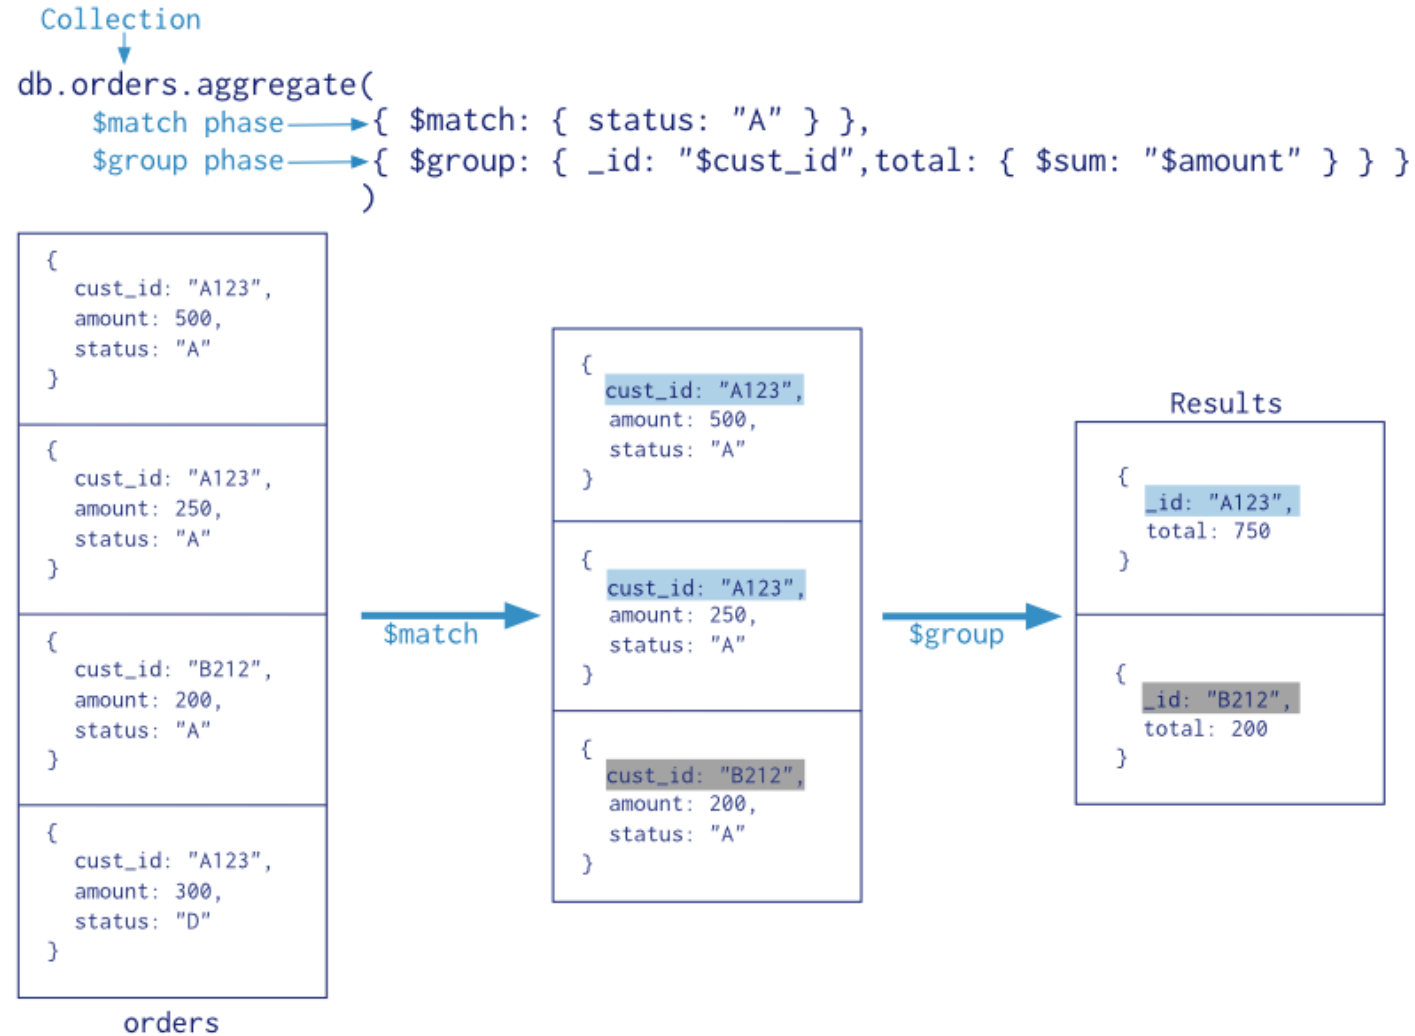 Collection
db.orders.aggregate(
$match phase { $match: { status: "A" } },
$group phase { $group: { _id: "$cust_id",total: { $sum: "$amount" } } }
)
{
cust_id: "A123",
amount: 500,
status: "A"
}
{
cust_id: "A123",
amount: 250,
status: "A"
}
{
cust_id: "B212",
amount: 200,
status: "A"
}
{
cust_id: "A123",
amount: 300,
status: "D"
}
orders
$match
{
cust_id: "A123",
amount: 500,
status: "A"
}
{
cust_id: "A123",
amount: 250,
status: "A"
}
{
cust_id: "B212",
amount: 200,
status: "A"
}
$group
Results
{
_id: "A123",
total: 750
}
{
_id: "B212",
total: 200
}